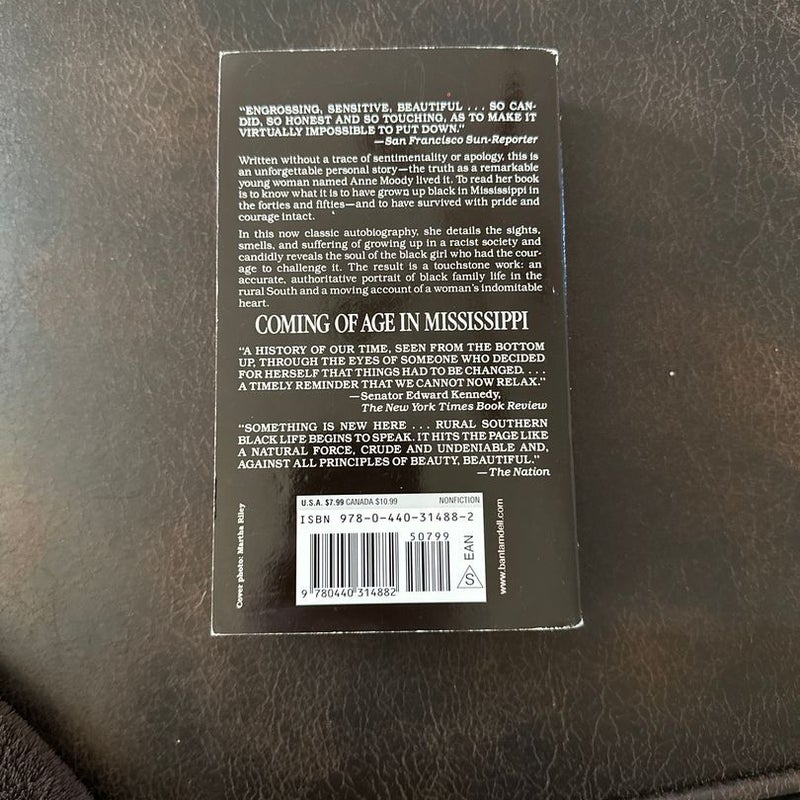 "ENGROSSING, SENSITIVE, BEAUTIFUL . . . SO CAN-
DID, SO HONEST AND SO TOUCHING, AS TO MAKE IT
VIRTUALLY IMPOSSIBLE TO PUT DOWN."
—San Francisco Sun-Reporter
Written without a trace of sentimentality or apology, this is
an unforgettable personal story—the truth as a remarkable
young woman named Anne Moody lived it. To read her book
is to know what it is to have grown up black in Mississippi in
the forties and fifties—and to have survived with pride and
courage intact.
In this now classic autobiography, she details the sights,
smells, and suffering of growing up in a racist society and
candidly reveals the soul of the black girl who had the cour-
age to challenge it. The result is a touchstone work: an
accurate, authoritative portrait of black family life in the
rural South and a moving account of a woman's indomitable
heart.
COMING OF AGE IN MISSISSIPPI
"A HISTORY OF OUR TIME, SEEN FROM THE BOTTOM
UP, THROUGH THE EYES OF SOMEONE WHO DECIDED
FOR HERSELF THAT THINGS HAD TO BE CHANGED. . . .
A TIMELY REMINDER THAT WE CANNOT NOW RELAX."
—Senator Edward Kennedy,
The New York Times Book Review
"SOMETHING IS NEW HERE . . . RURAL SOUTHERN
BLACK LIFE BEGINS TO SPEAK. IT HITS THE PAGE LIKE
A NATURAL FORCE, CRUDE AND UNDENIABLE AND,
AGAINST ALL PRINCIPLES OF BEAUTY, BEAUTIFUL."
—The Nation
U.S.A. $7.99 CANADA $10.99 NONFICTION
ISBN 978-0-440-31488-2
50799
9 780440 314882
EAN
S
Cover photo: Martha Riley
www.bantamdell.com